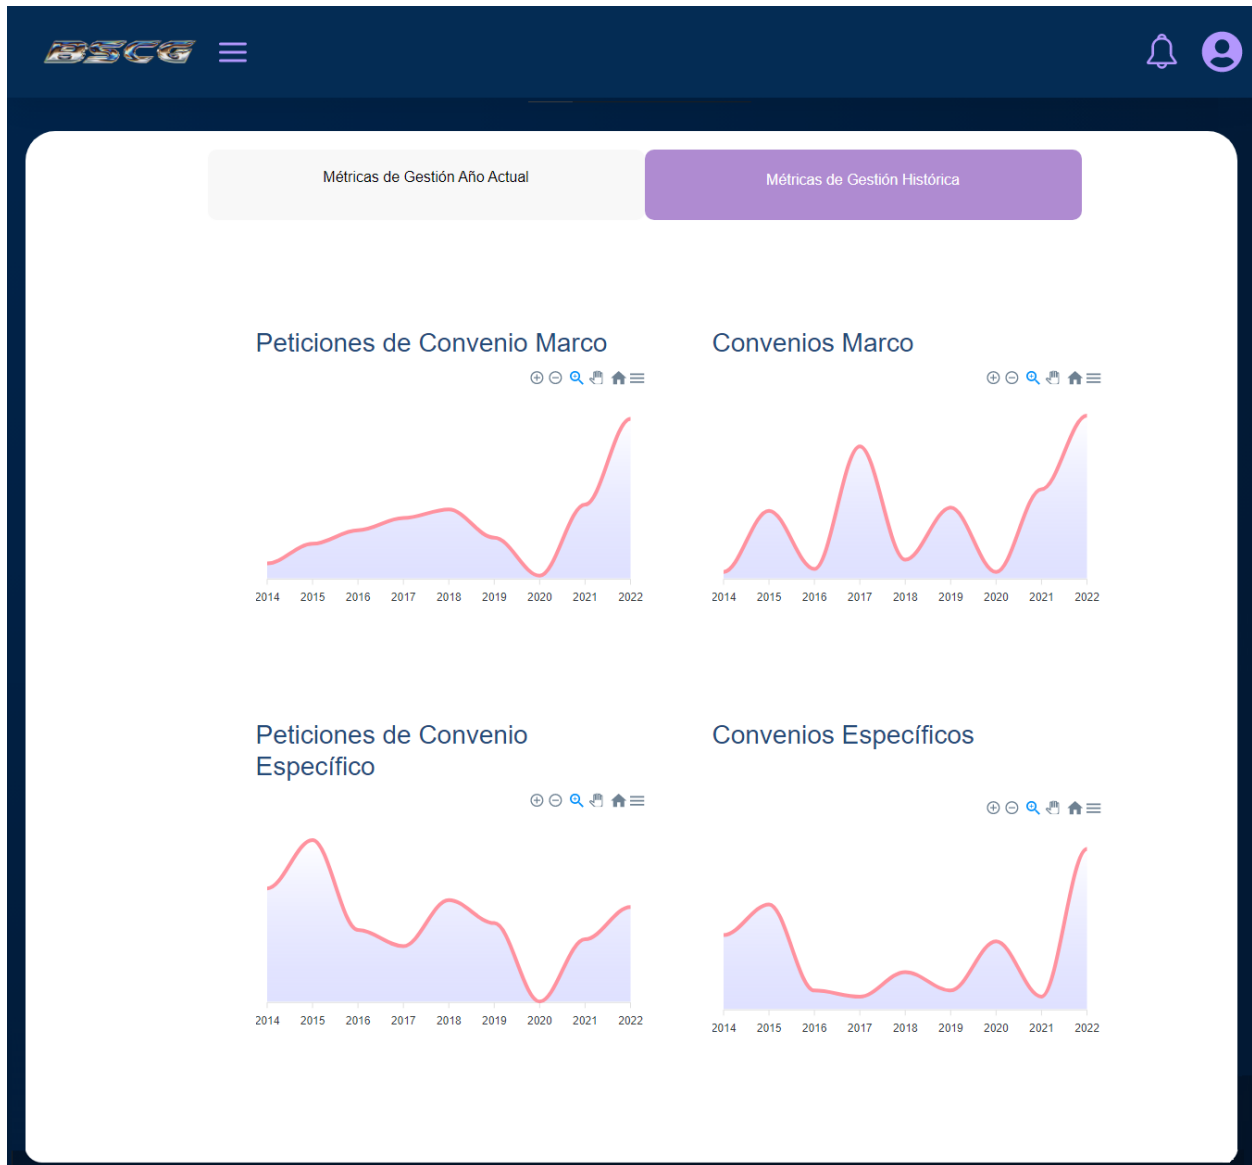 BSCG
Métricas de Gestión Año Actual
Métricas de Gestión Histórica
Peticiones de Convenio Marco
2014 2015 2016 2017 2018 2019 2020 2021 2022
Convenios Marco
2014 2015 2016 2017 2018 2019 2020 2021 2022
Peticiones de Convenio
Específico
2014 2015 2016 2017 2018 2019 2020 2021 2022
Convenios Específicos
2014 2015 2016 2017 2018 2019 2020 2021 2022